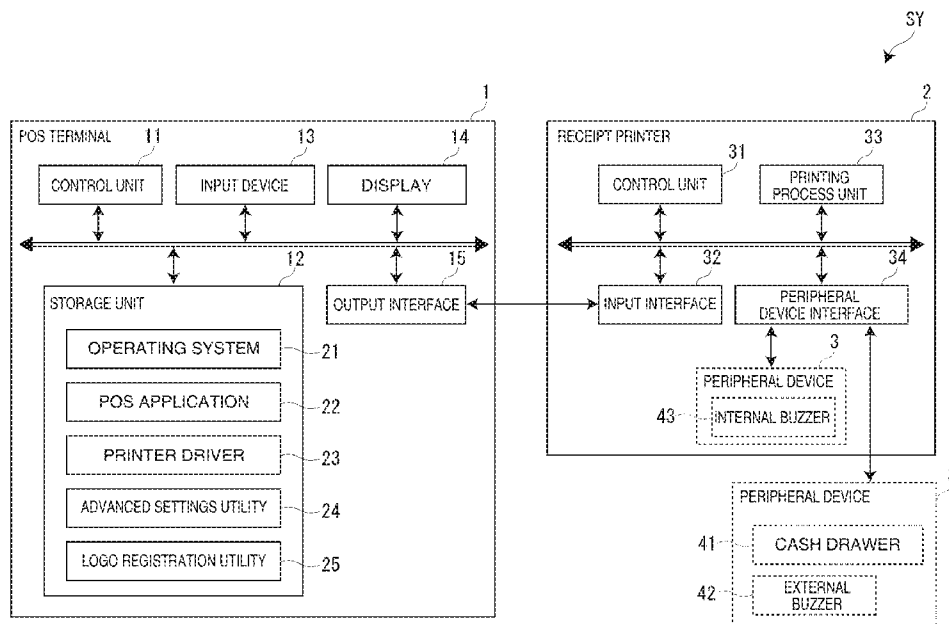 SY
1
2
POS TERMINAL
RECEIPT PRINTER
11
13
14
31
33
CONTROL UNIT
INPUT DEVICE
DISPLAY
CONTROL UNIT
PRINTING
PROCESS UNIT
12
15
32
34
STORAGE UNIT
OUTPUT INTERFACE
INPUT INTERFACE
PERIPHERAL
DEVICE INTERFACE
OPERATING SYSTEM
21
3
PERIPHERAL DEVICE
POS APPLICATION
22
43
INTERNAL BUZZER
PRINTER DRIVER
23
ADVANCED SETTINGS UTILITY
24
PERIPHERAL DEVICE
41
CASH DRAWER
LOGO REGISTRATION UTILITY
25
42
EXTERNAL
BUZZER